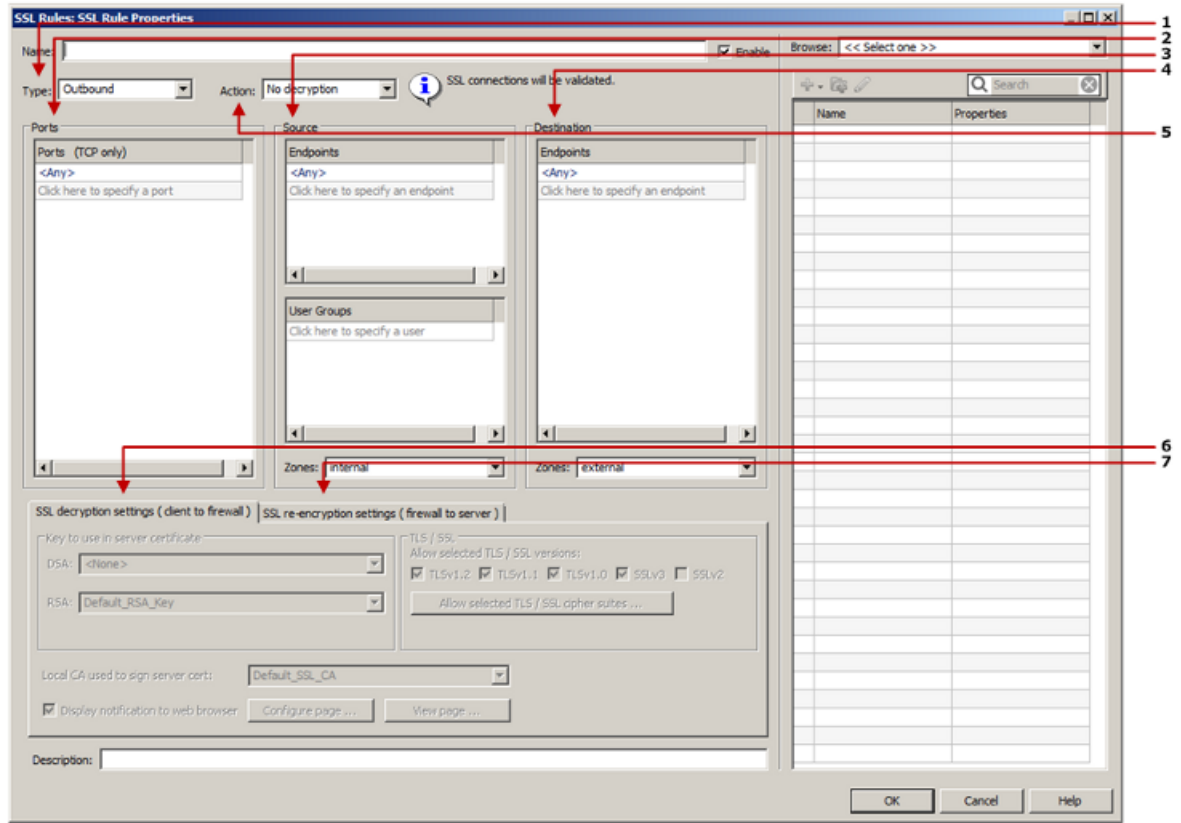 SSL Rules: SSL Rule Properties
1
2
3
4
5
6
7
Name:
Enable
Browse: << Select one >>
Type: Outbound
Action: No decryption
SSL connections will be validated.
Search
Name Properties
Ports
Ports (TCP only)
<Any>
Click here to specify a port
Source
Endpoints
<Any>
Click here to specify an endpoint
User Groups
Click here to specify a user
Zones: internal
Destination
Endpoints
<Any>
Click here to specify an endpoint
Zones: external
SSL decryption settings ( client to firewall )
SSL re-encryption settings ( firewall to server )
Key to use in server certificate
DSA: <None>
RSA: Default_RSA_Key
TLS / SSL
Allow selected TLS / SSL versions:
TLSv1.2 TLSv1.1 TLSv1.0 SSLv3 SSLv2
Allow selected TLS / SSL cipher suites ...
Local CA used to sign server cert: Default_SSL_CA
Display notification to web browser Configure page ... View page ...
Description:
OK Cancel Help